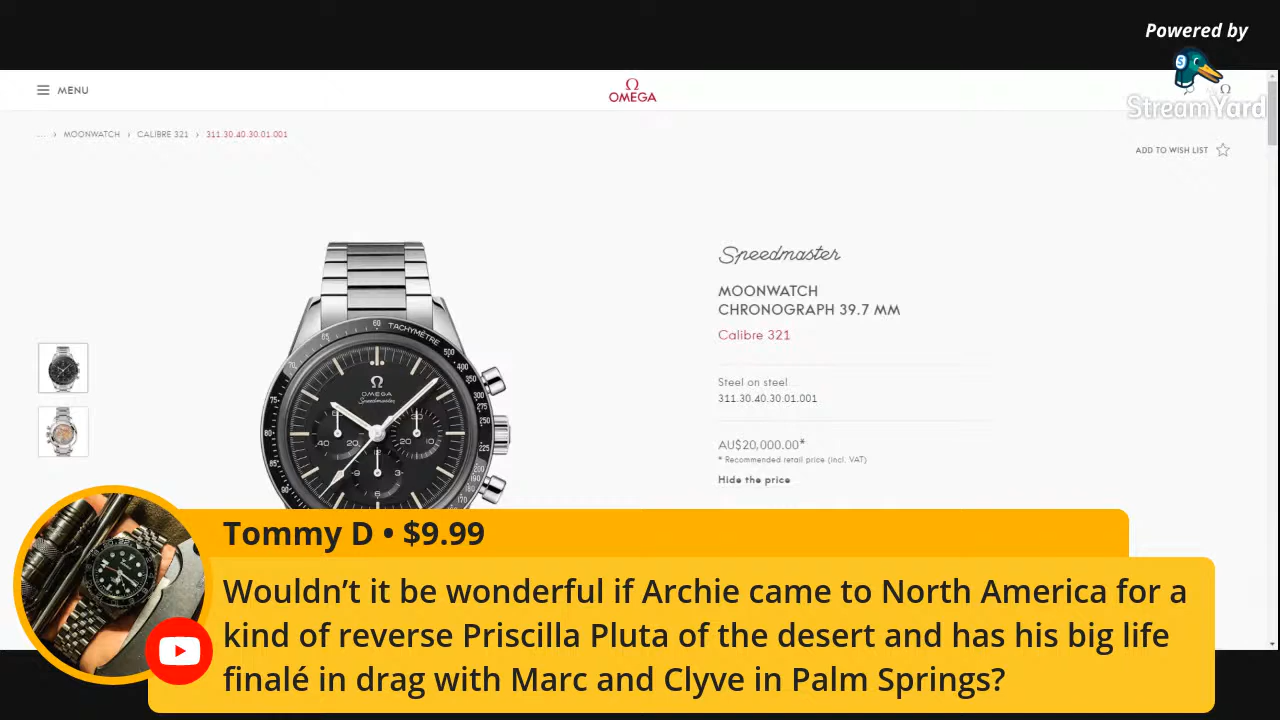 Powered by
StreamYard
MENU
Ω
OMEGA
... › MOONWATCH › CALIBRE 321 › 311.30.40.30.01.001
ADD TO WISH LIST
Speedmaster
MOONWATCH
CHRONOGRAPH 39.7 MM
Calibre 321
Steel on steel
311.30.40.30.01.001
AU$20,000.00*
* Recommended retail price (incl. VAT)
Hide the price
TACHYMÈTRE
OMEGA
Speedmaster
Tommy D • $9.99
Wouldn’t it be wonderful if Archie came to North America for a
kind of reverse Priscilla Pluta of the desert and has his big life
finalé in drag with Marc and Clyve in Palm Springs?